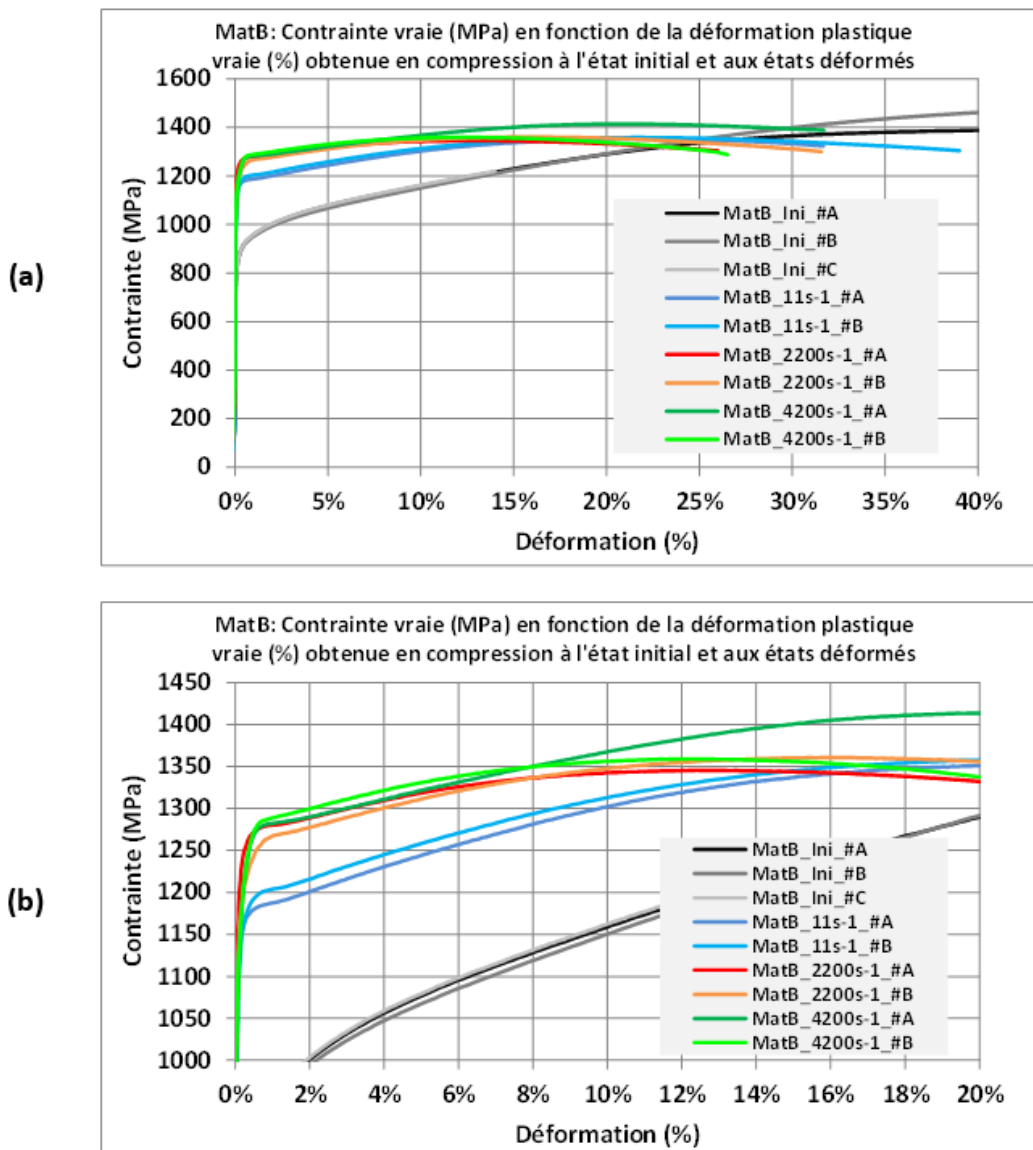 MatB: Contrainte vraie (MPa) en fonction de la déformation plastique
vraie (%) obtenue en compression à l'état initial et aux états déformés
(a)
Contrainte (MPa)
1600
1400
1200
1000
800
600
400
200
0
MatB_Ini_#A
MatB_Ini_#B
MatB_Ini_#C
MatB_11s-1_#A
MatB_11s-1_#B
MatB_2200s-1_#A
MatB_2200s-1_#B
MatB_4200s-1_#A
MatB_4200s-1_#B
0% 5% 10% 15% 20% 25% 30% 35% 40%
Déformation (%)
MatB: Contrainte vraie (MPa) en fonction de la déformation plastique
vraie (%) obtenue en compression à l'état initial et aux états déformés
(b)
Contrainte (MPa)
1450
1400
1350
1300
1250
1200
1150
1100
1050
1000
MatB_Ini_#A
MatB_Ini_#B
MatB_Ini_#C
MatB_11s-1_#A
MatB_11s-1_#B
MatB_2200s-1_#A
MatB_2200s-1_#B
MatB_4200s-1_#A
MatB_4200s-1_#B
0% 2% 4% 6% 8% 10% 12% 14% 16% 18% 20%
Déformation (%)